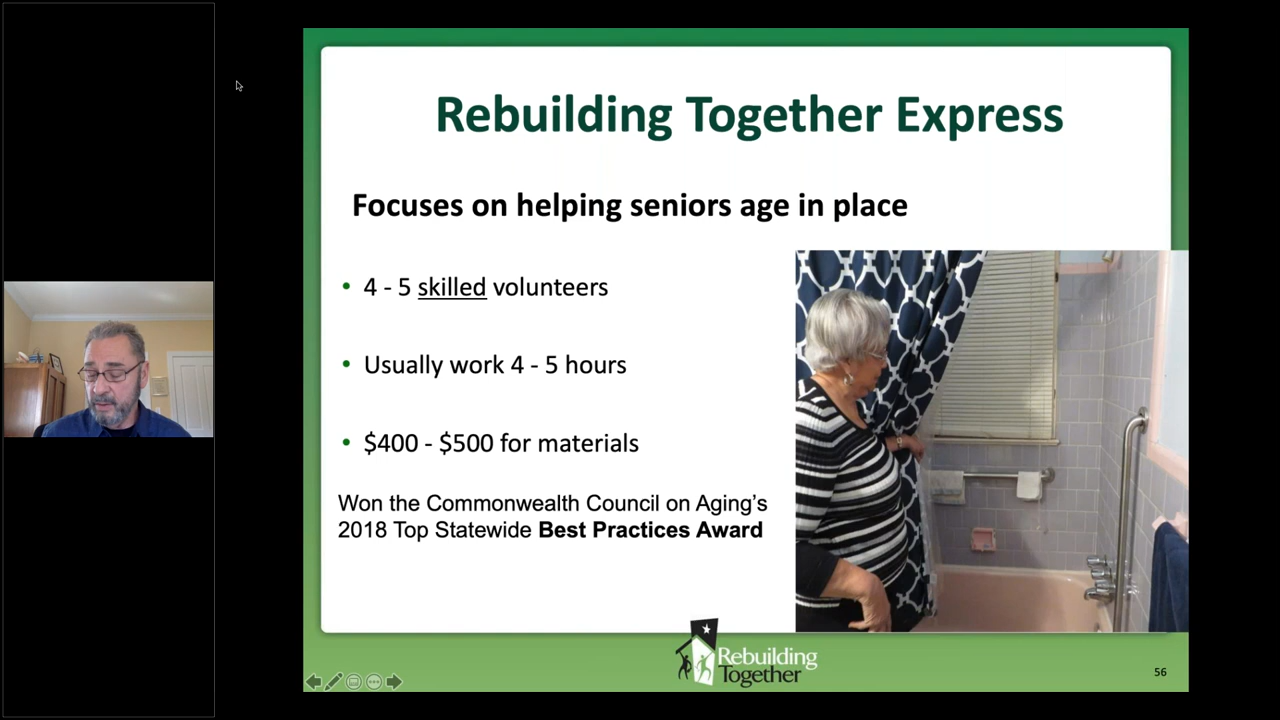 Rebuilding Together Express
Focuses on helping seniors age in place
• 4 - 5 skilled volunteers
• Usually work 4 - 5 hours
• $400 - $500 for materials
Won the Commonwealth Council on Aging’s
2018 Top Statewide Best Practices Award
Rebuilding
Together
56